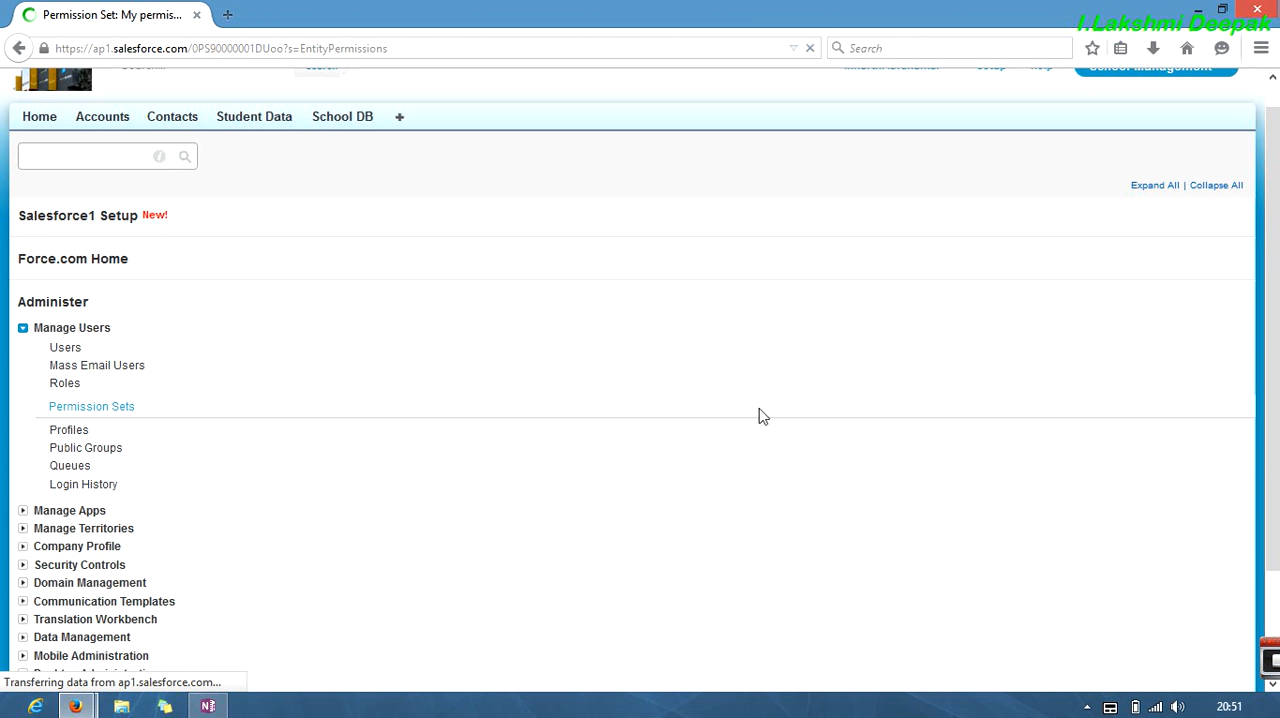 Permission Set: My permis...
I.Lakshmi Deepak
https://ap1.salesforce.com/0PS90000001DUoo?s=EntityPermissions
Search
Home Accounts Contacts Student Data School DB
Expand All | Collapse All
Salesforce1 Setup New!
Force.com Home
Administer
Manage Users
Users
Mass Email Users
Roles
Permission Sets
Profiles
Public Groups
Queues
Login History
Manage Apps
Manage Territories
Company Profile
Security Controls
Domain Management
Communication Templates
Translation Workbench
Data Management
Mobile Administration
Transferring data from ap1.salesforce.com...
20:51